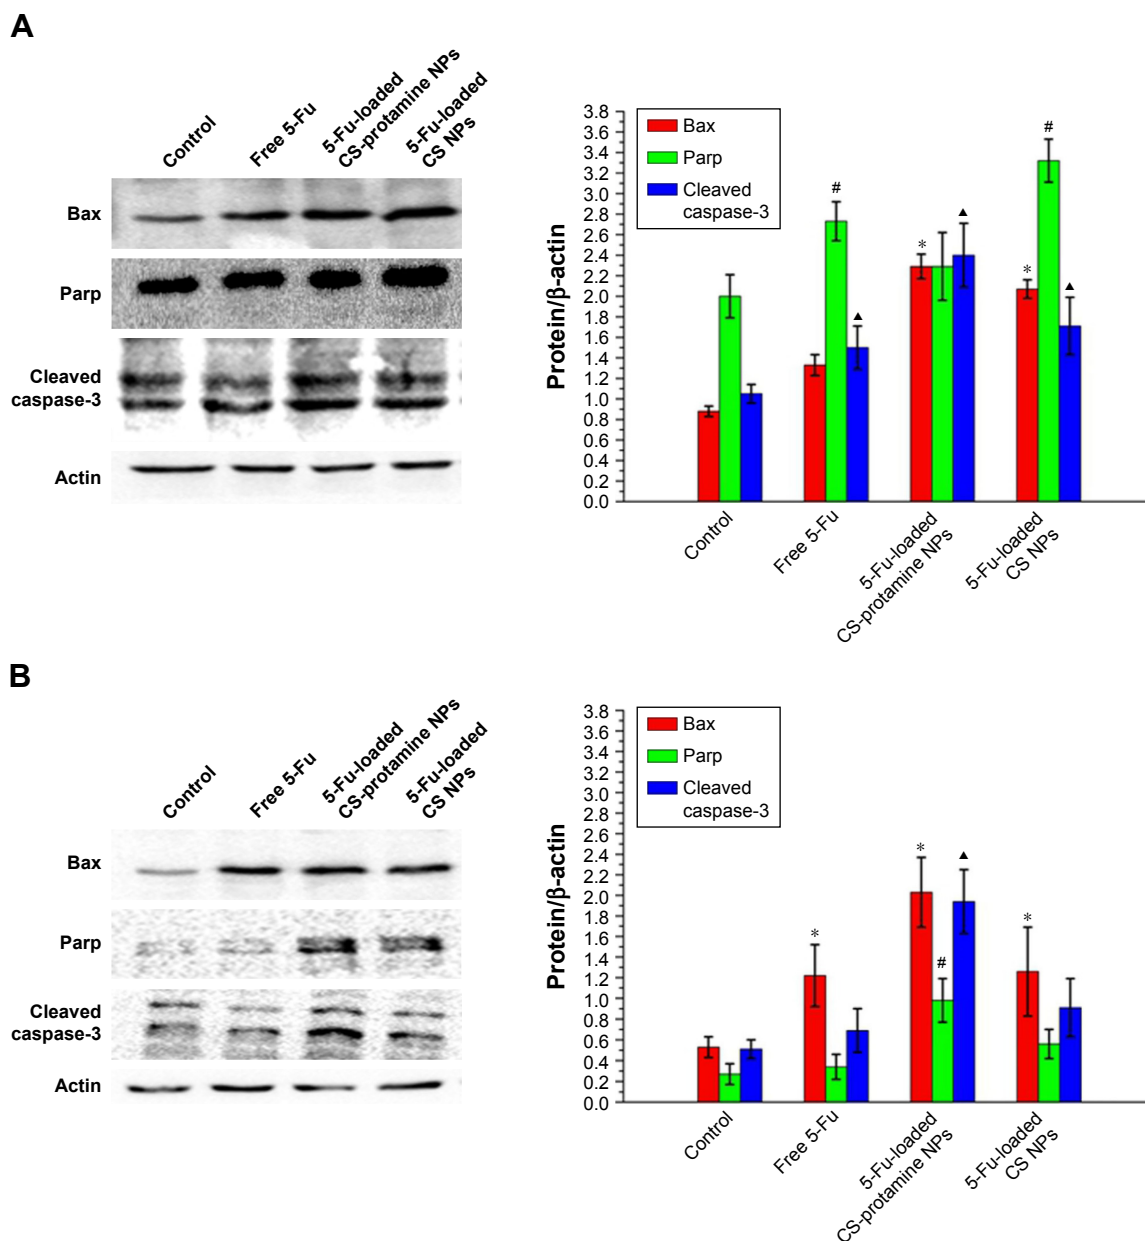 A
Control
Free 5-Fu
5-Fu-loaded
CS-protamine NPs
5-Fu-loaded
CS NPs
Bax
Parp
Cleaved
caspase-3
Actin
Protein/β-actin
3.8
3.6
3.4
3.2
3.0
2.8
2.6
2.4
2.2
2.0
1.8
1.6
1.4
1.2
1.0
0.8
0.6
0.4
0.2
0.0
Bax
Parp
Cleaved
caspase-3
#
▲
*
▲
*
#
▲
Control
Free 5-Fu
5-Fu-loaded
CS-protamine NPs
5-Fu-loaded
CS NPs
B
Control
Free 5-Fu
5-Fu-loaded
CS-protamine NPs
5-Fu-loaded
CS NPs
Bax
Parp
Cleaved
caspase-3
Actin
Protein/β-actin
3.8
3.6
3.4
3.2
3.0
2.8
2.6
2.4
2.2
2.0
1.8
1.6
1.4
1.2
1.0
0.8
0.6
0.4
0.2
0.0
Bax
Parp
Cleaved
caspase-3
*
*
#
▲
*
Control
Free 5-Fu
5-Fu-loaded
CS-protamine NPs
5-Fu-loaded
CS NPs